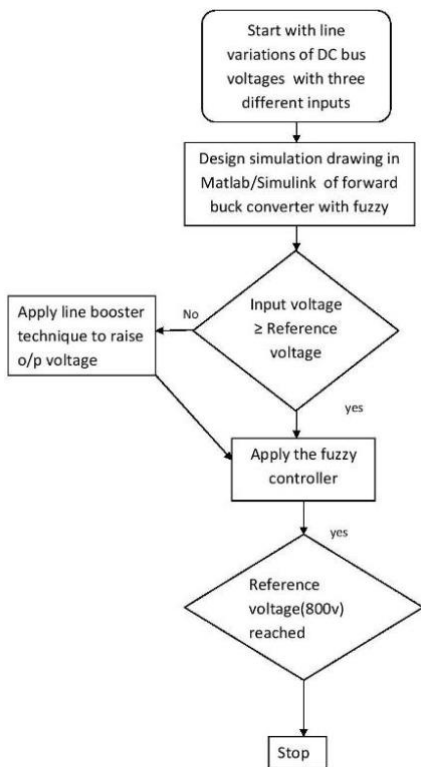 Start with line
variations of DC bus
voltages with three
different inputs
Design simulation drawing in
Matlab/Simulink of forward
buck converter with fuzzy
Input voltage
≥ Reference
voltage
No
Apply line booster
technique to raise
o/p voltage
yes
Apply the fuzzy
controller
yes
Reference
voltage(800v)
reached
Stop